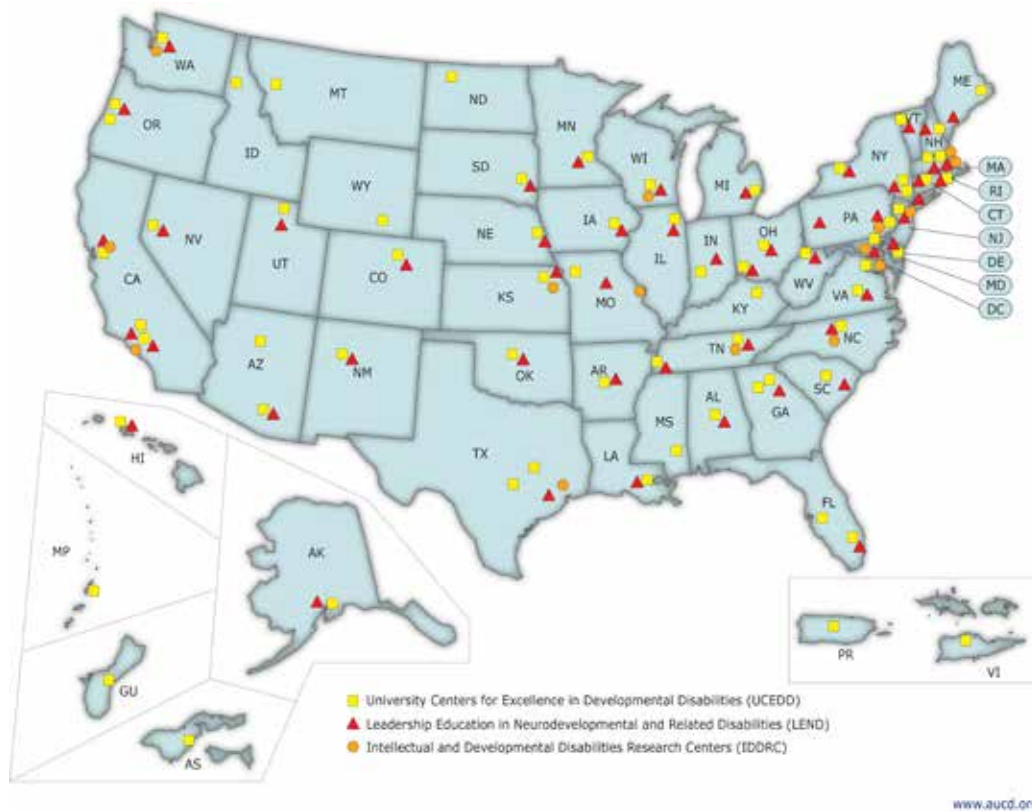 WA
MT
ND
MN
ME
VT
NH
OR
ID
SD
WI
NY
MA
WY
MI
RI
IA
PA
CT
NE
NV
OH
NJ
UT
IL
IN
DE
CA
CO
WV
MD
KS
MO
VA
DC
KY
AZ
NM
OK
TN
NC
AR
SC
MS
AL
GA
TX
LA
HI
FL
MP
AK
GU
PR
VI
AS
University Centers for Excellence in Developmental Disabilities (UCEDD)
Leadership Education in Neurodevelopmental and Related Disabilities (LEND)
Intellectual and Developmental Disabilities Research Centers (IDDRC)
www.aucd.or